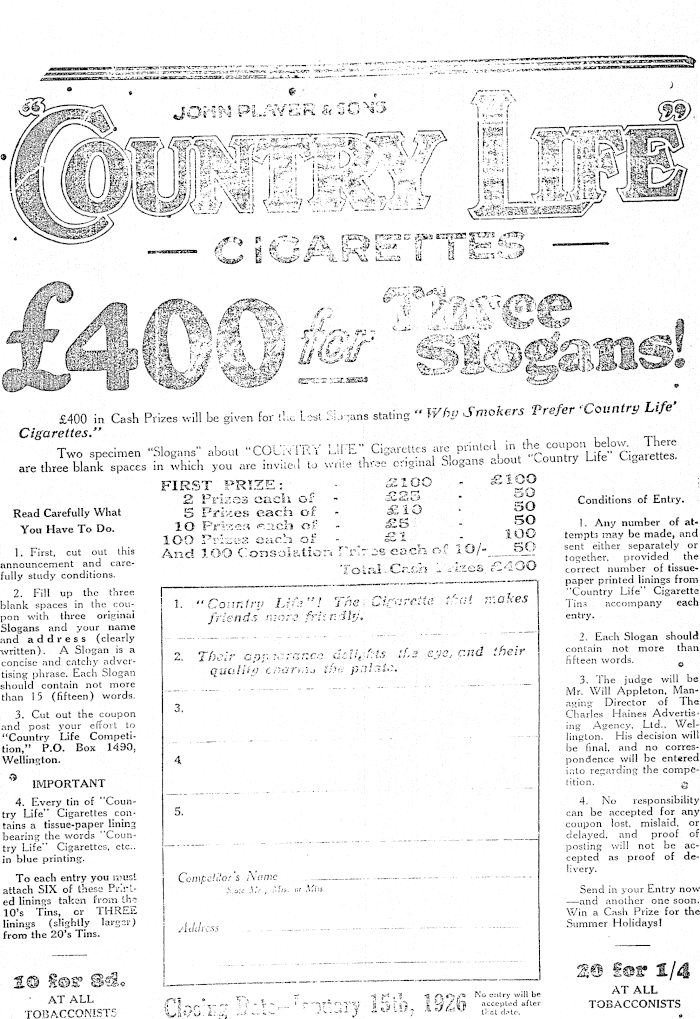 JOHN PLAYER & SONS
"COUNTRY LIFE"
— CIGARETTES —
£400 for Three
Slogans!
£400 in Cash Prizes will be given for the best Slogans stating "Why Smokers Prefer 'Country Life'
Cigarettes."
Two specimen "Slogans" about "COUNTRY LIFE" Cigarettes are printed in the coupon below. There
are three blank spaces in which you are invited to write three original Slogans about "Country Life" Cigarettes.
Read Carefully What
You Have To Do.
1. First, cut out this
announcement and care-
fully study conditions.
2. Fill up the three
blank spaces in the cou-
pon with three original
Slogans and your name
and address (clearly
written). A Slogan is a
concise and catchy adver-
tising phrase. Each Slogan
should contain not more
than 15 (fifteen) words.
3. Cut out the coupon
and post your effort to
"Country Life Competi-
tion," P.O. Box 1490,
Wellington.
IMPORTANT
4. Every tin of "Coun-
try Life" Cigarettes con-
tains a tissue-paper lining
bearing the words "Coun-
try Life" Cigarettes, etc..
in blue printing.
To each entry you must
attach SIX of these Print-
ed linings taken from the
10's Tins, or THREE
linings (slightly larger)
from the 20's Tins.
10 for 8d.
AT ALL
TOBACCONISTS
FIRST PRIZE: - £100 - £100
2 Prizes each of - £25 - 50
5 Prizes each of - £10 - 50
10 Prizes each of - £5 - 50
100 Prizes each of - £1 - 100
And 100 Consolation Prizes each of 10/- 50
Total Cash Prizes £400
1. "Country Life"! The Cigarette that makes
friends more friendly.
2. Their appearance delights the eye, and their
quality charms the palate.
3.
4
5.
Competitor's Name
State Mr., Mrs. or Miss
Address
Closing Date—January 15th, 1926
No entry will be
accepted after
that date.
Conditions of Entry.
1. Any number of at-
tempts may be made, and
sent either separately or
together, provided the
correct number of tissue-
paper printed linings from
"Country Life" Cigarette
Tins accompany each
entry.
2. Each Slogan should
contain not more than
fifteen words.
3. The judge will be
Mr. Will Appleton, Man-
aging Director of The
Charles Haines Advertis-
ing Agency, Ltd., Wel-
lington. His decision will
be final, and no corres-
pondence will be entered
into regarding the compe-
tition.
4. No responsibility
can be accepted for any
coupon lost, mislaid, or
delayed, and proof of
posting will not be ac-
cepted as proof of de-
livery.
Send in your Entry now
—and another one soon.
Win a Cash Prize for the
Summer Holidays!
20 for 1/4
AT ALL
TOBACCONISTS